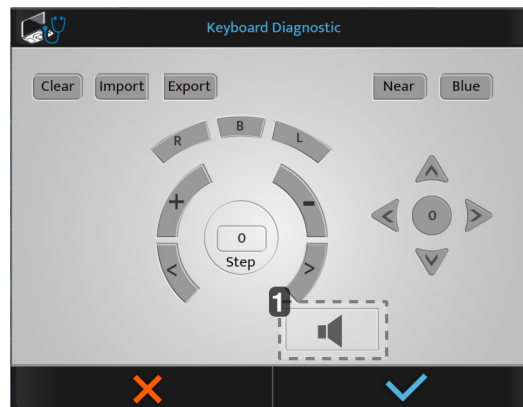 Keyboard Diagnostic
Clear Import Export Near Blue
R B L
+ -
0
0
Step
< >
1